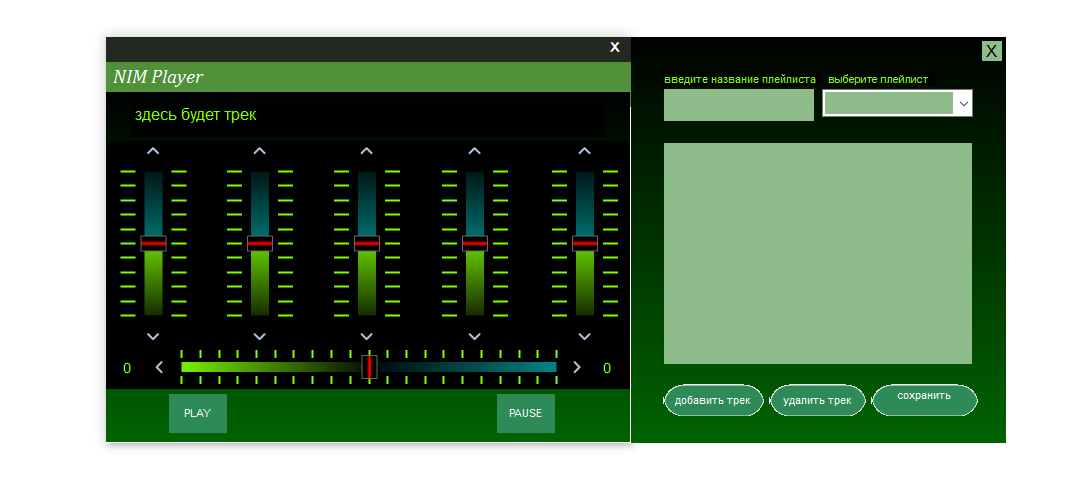 X
NIM Player
здесь будет трек
0
0
PLAY
PAUSE
X
введите название плейлиста
выберите плейлист
добавить трек
удалить трек
сохранить